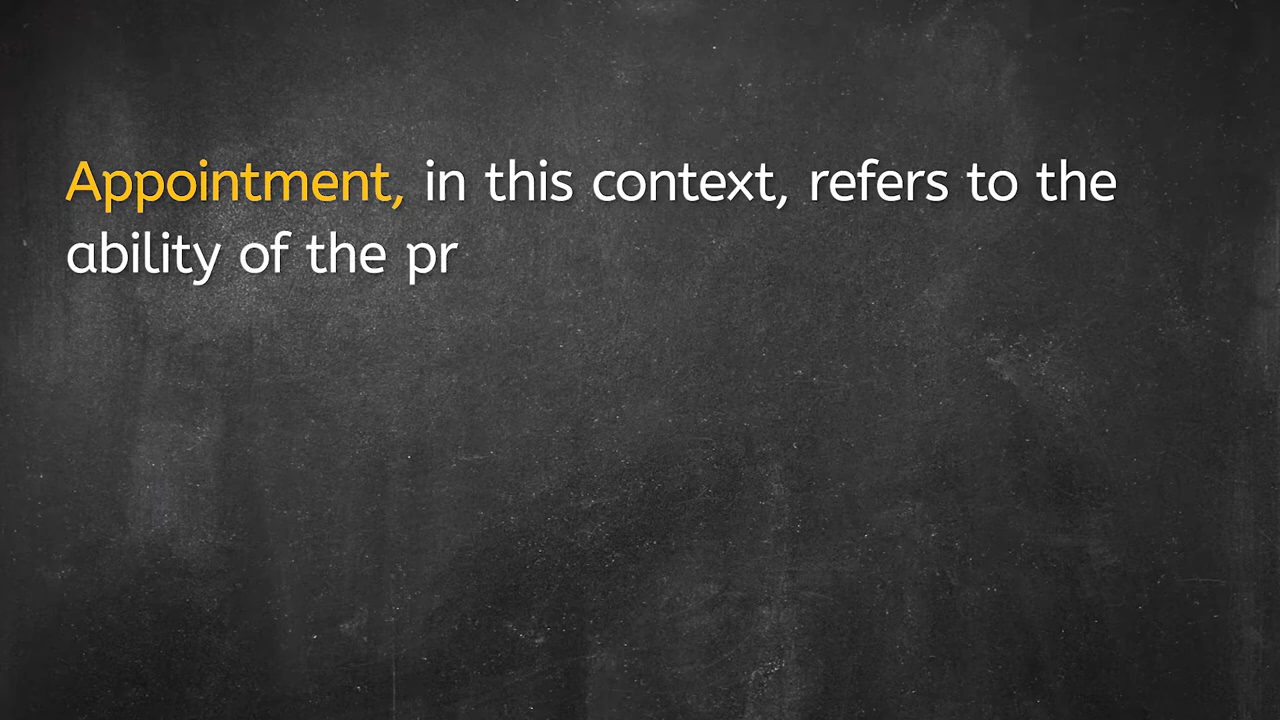 Appointment, in this context, refers to the
ability of the pr